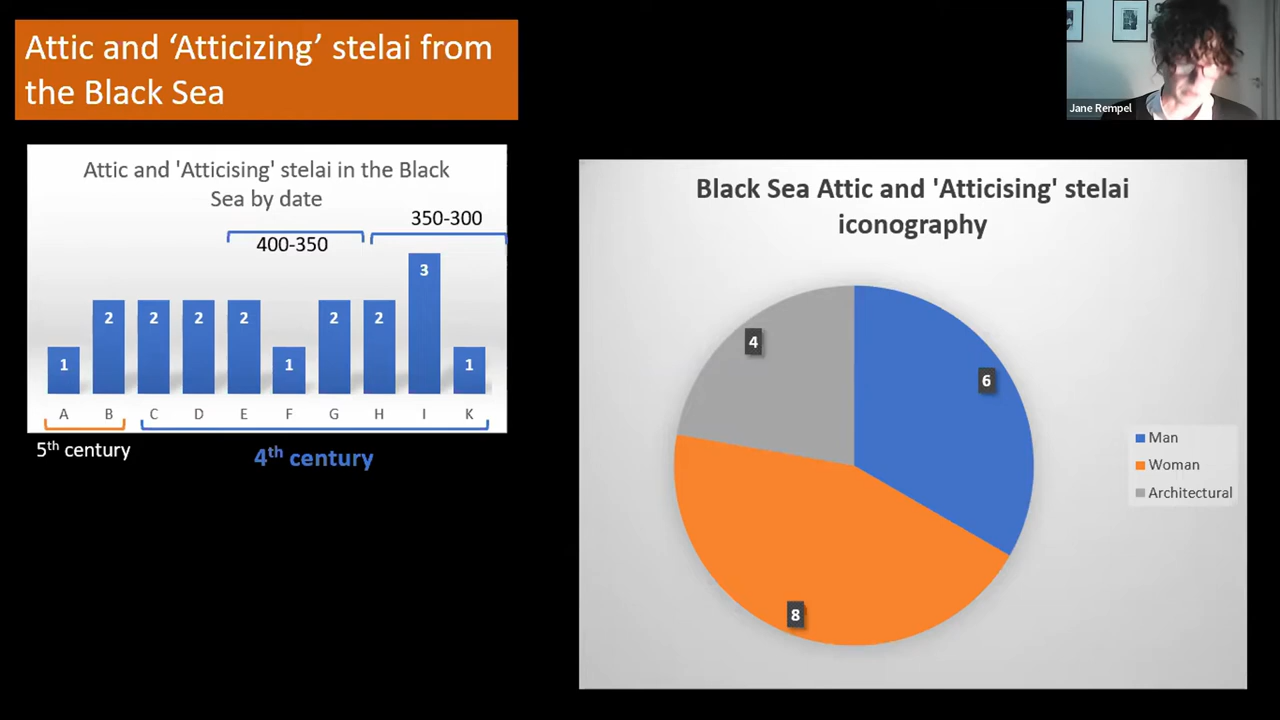 Attic and ‘Atticizing’ stelai from
the Black Sea
Jane Rempel
Attic and 'Atticising' stelai in the Black
Sea by date
350-300
400-350
1 2 2 2 2 1 2 2 3 1
A B C D E F G H I K
5th century
4th century
Black Sea Attic and 'Atticising' stelai
iconography
4
6
8
Man
Woman
Architectural